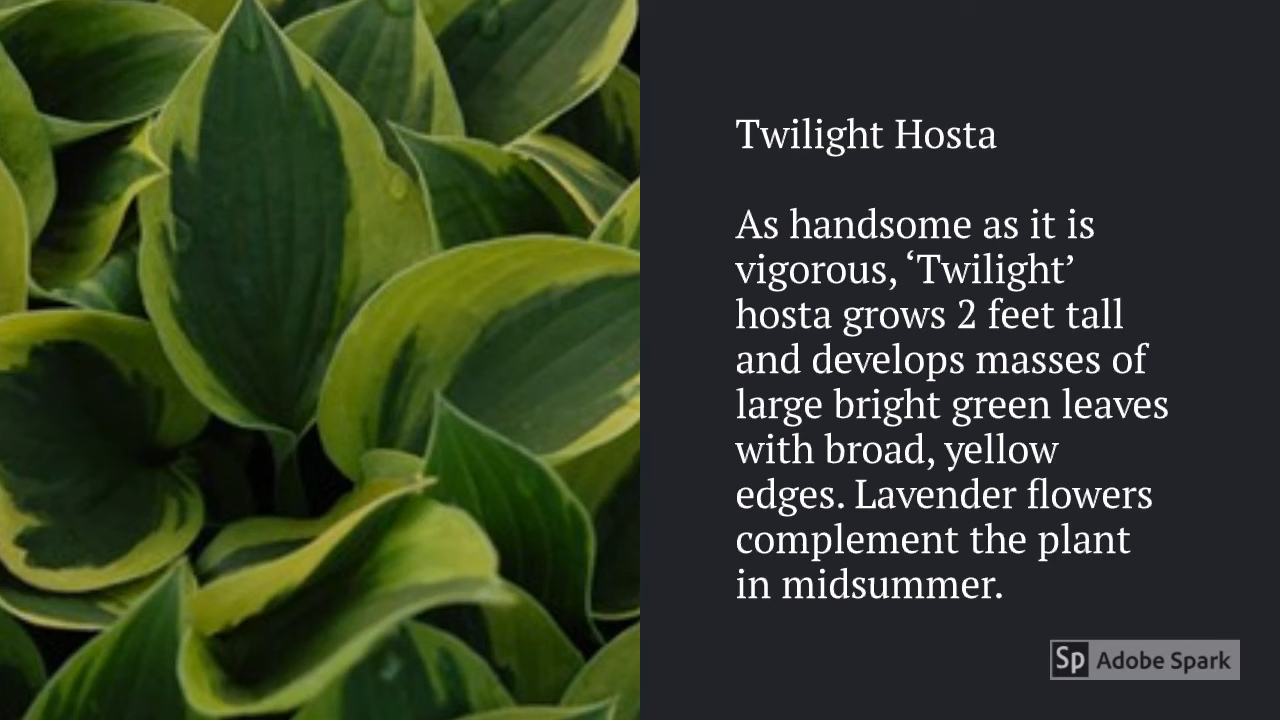 Twilight Hosta
As handsome as it is
vigorous, ‘Twilight’
hosta grows 2 feet tall
and develops masses of
large bright green leaves
with broad, yellow
edges. Lavender flowers
complement the plant
in midsummer.
Sp Adobe Spark